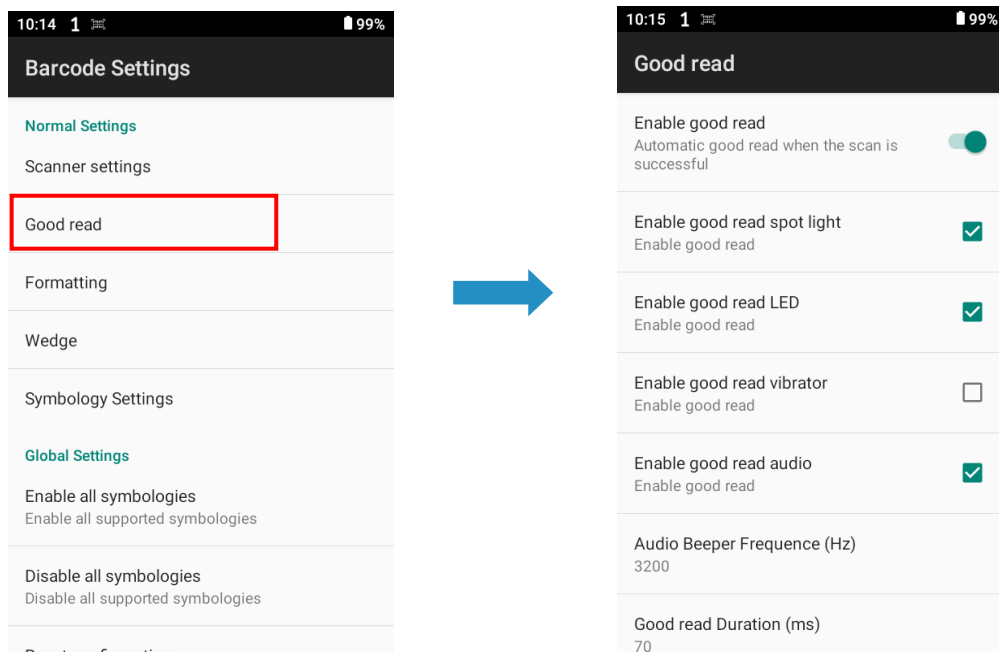 10:14 1 99%
Barcode Settings
Normal Settings
Scanner settings
Good read
Formatting
Wedge
Symbology Settings
Global Settings
Enable all symbologies
Enable all supported symbologies
Disable all symbologies
Disable all supported symbologies
10:15 1 99%
Good read
Enable good read
Automatic good read when the scan is
successful
Enable good read spot light
Enable good read
Enable good read LED
Enable good read
Enable good read vibrator
Enable good read
Enable good read audio
Enable good read
Audio Beeper Frequence (Hz)
3200
Good read Duration (ms)
70